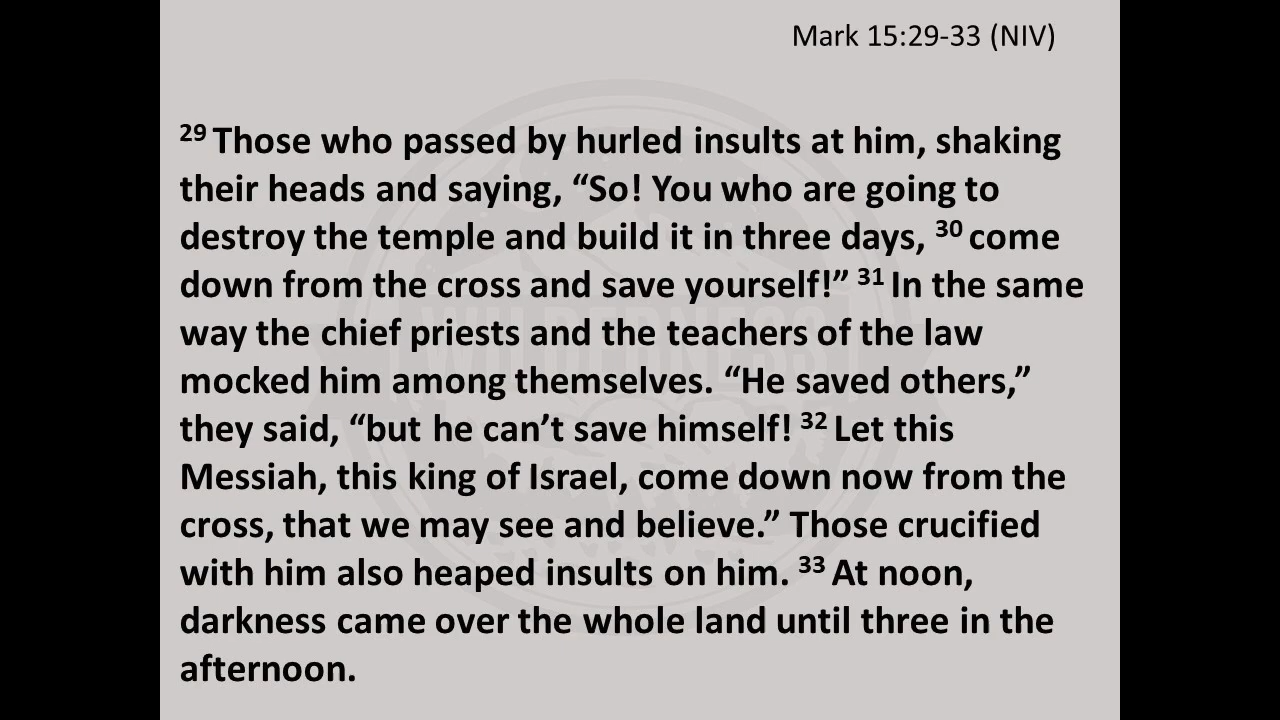 Mark 15:29-33 (NIV)
29 Those who passed by hurled insults at him, shaking
their heads and saying, “So! You who are going to
destroy the temple and build it in three days, 30 come
down from the cross and save yourself!” 31 In the same
way the chief priests and the teachers of the law
mocked him among themselves. “He saved others,”
they said, “but he can’t save himself! 32 Let this
Messiah, this king of Israel, come down now from the
cross, that we may see and believe.” Those crucified
with him also heaped insults on him. 33 At noon,
darkness came over the whole land until three in the
afternoon.
WILDERNESS